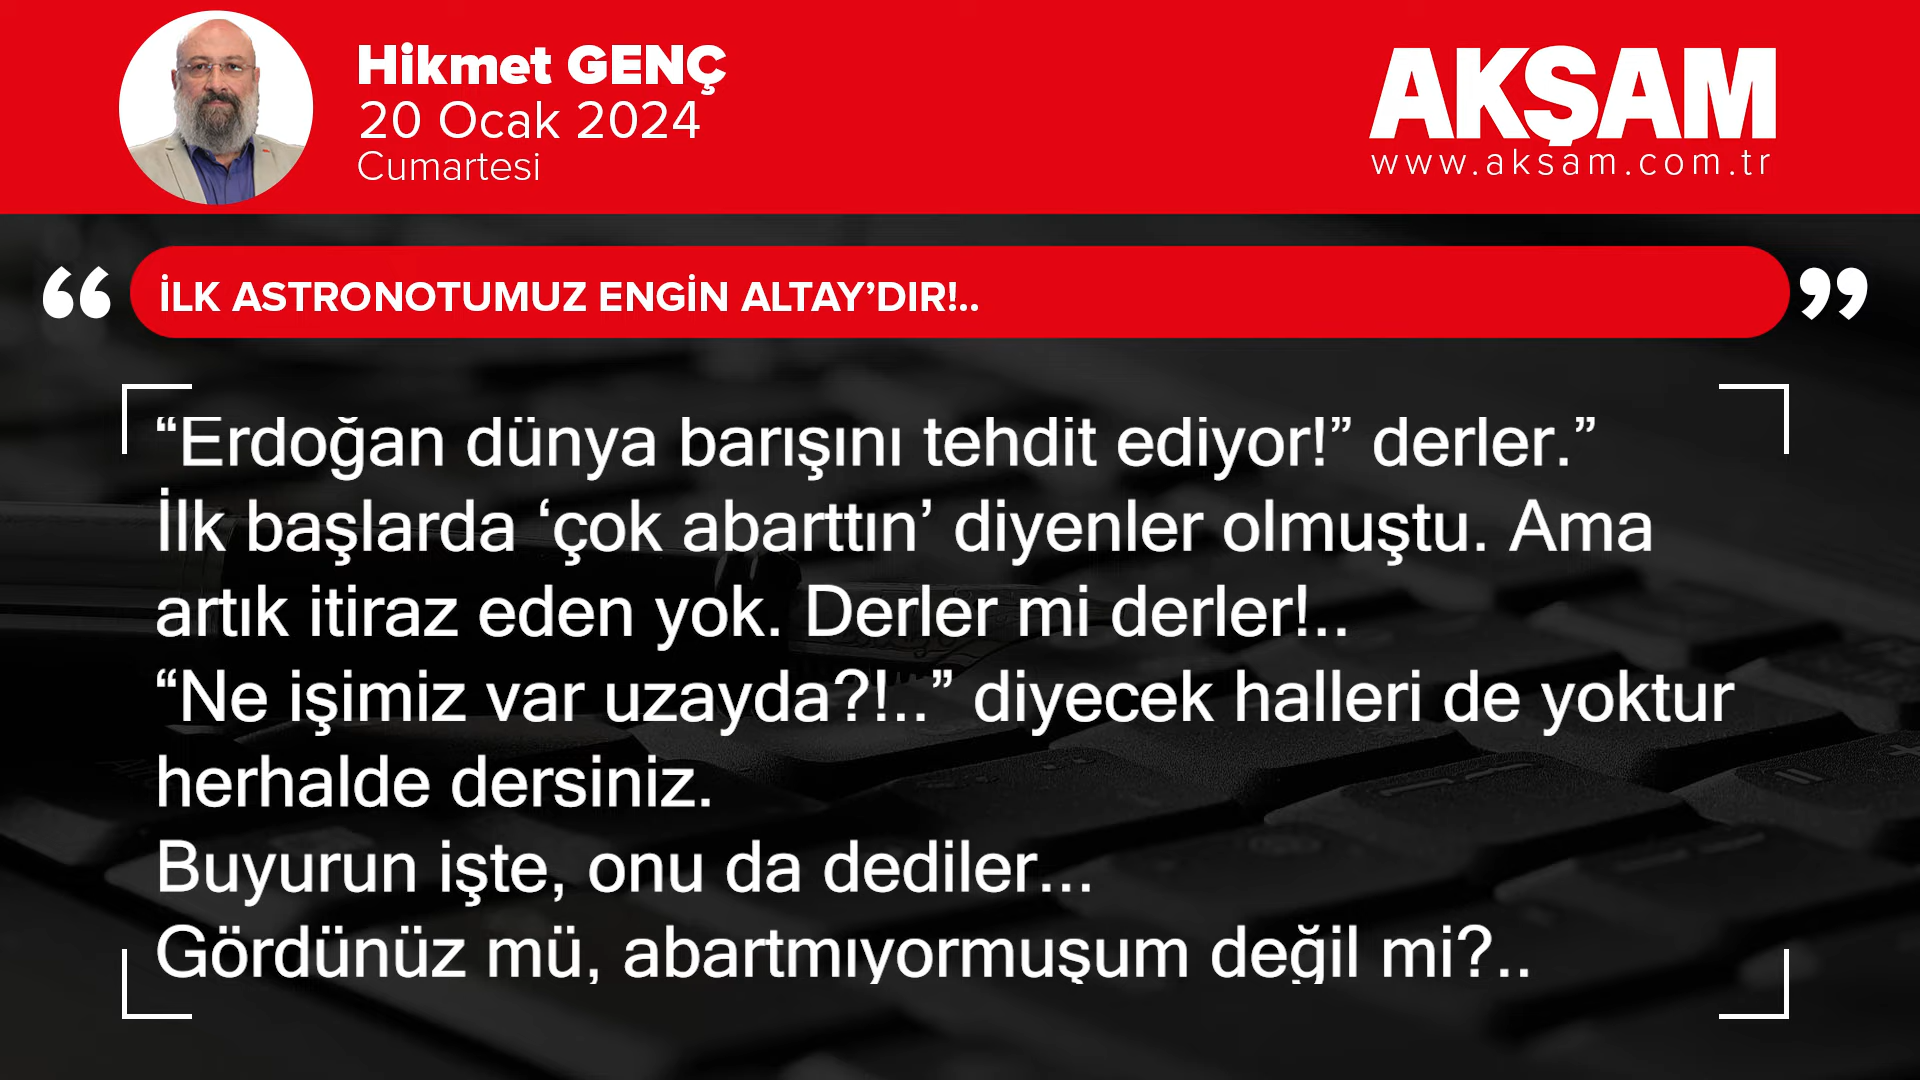 Hikmet GENÇ
20 Ocak 2024
Cumartesi
AKŞAM
www.aksam.com.tr
“ İLK ASTRONOTUMUZ ENGİN ALTAY’DIR!.. ”
“Erdoğan dünya barışını tehdit ediyor!” derler.”
İlk başlarda ‘çok abarttın’ diyenler olmuştu. Ama
artık itiraz eden yok. Derler mi derler!..
“Ne işimiz var uzayda?!..” diyecek halleri de yoktur
herhalde dersiniz.
Buyurun işte, onu da dediler...
Gördünüz mü, abartmıyormuşum değil mi?..